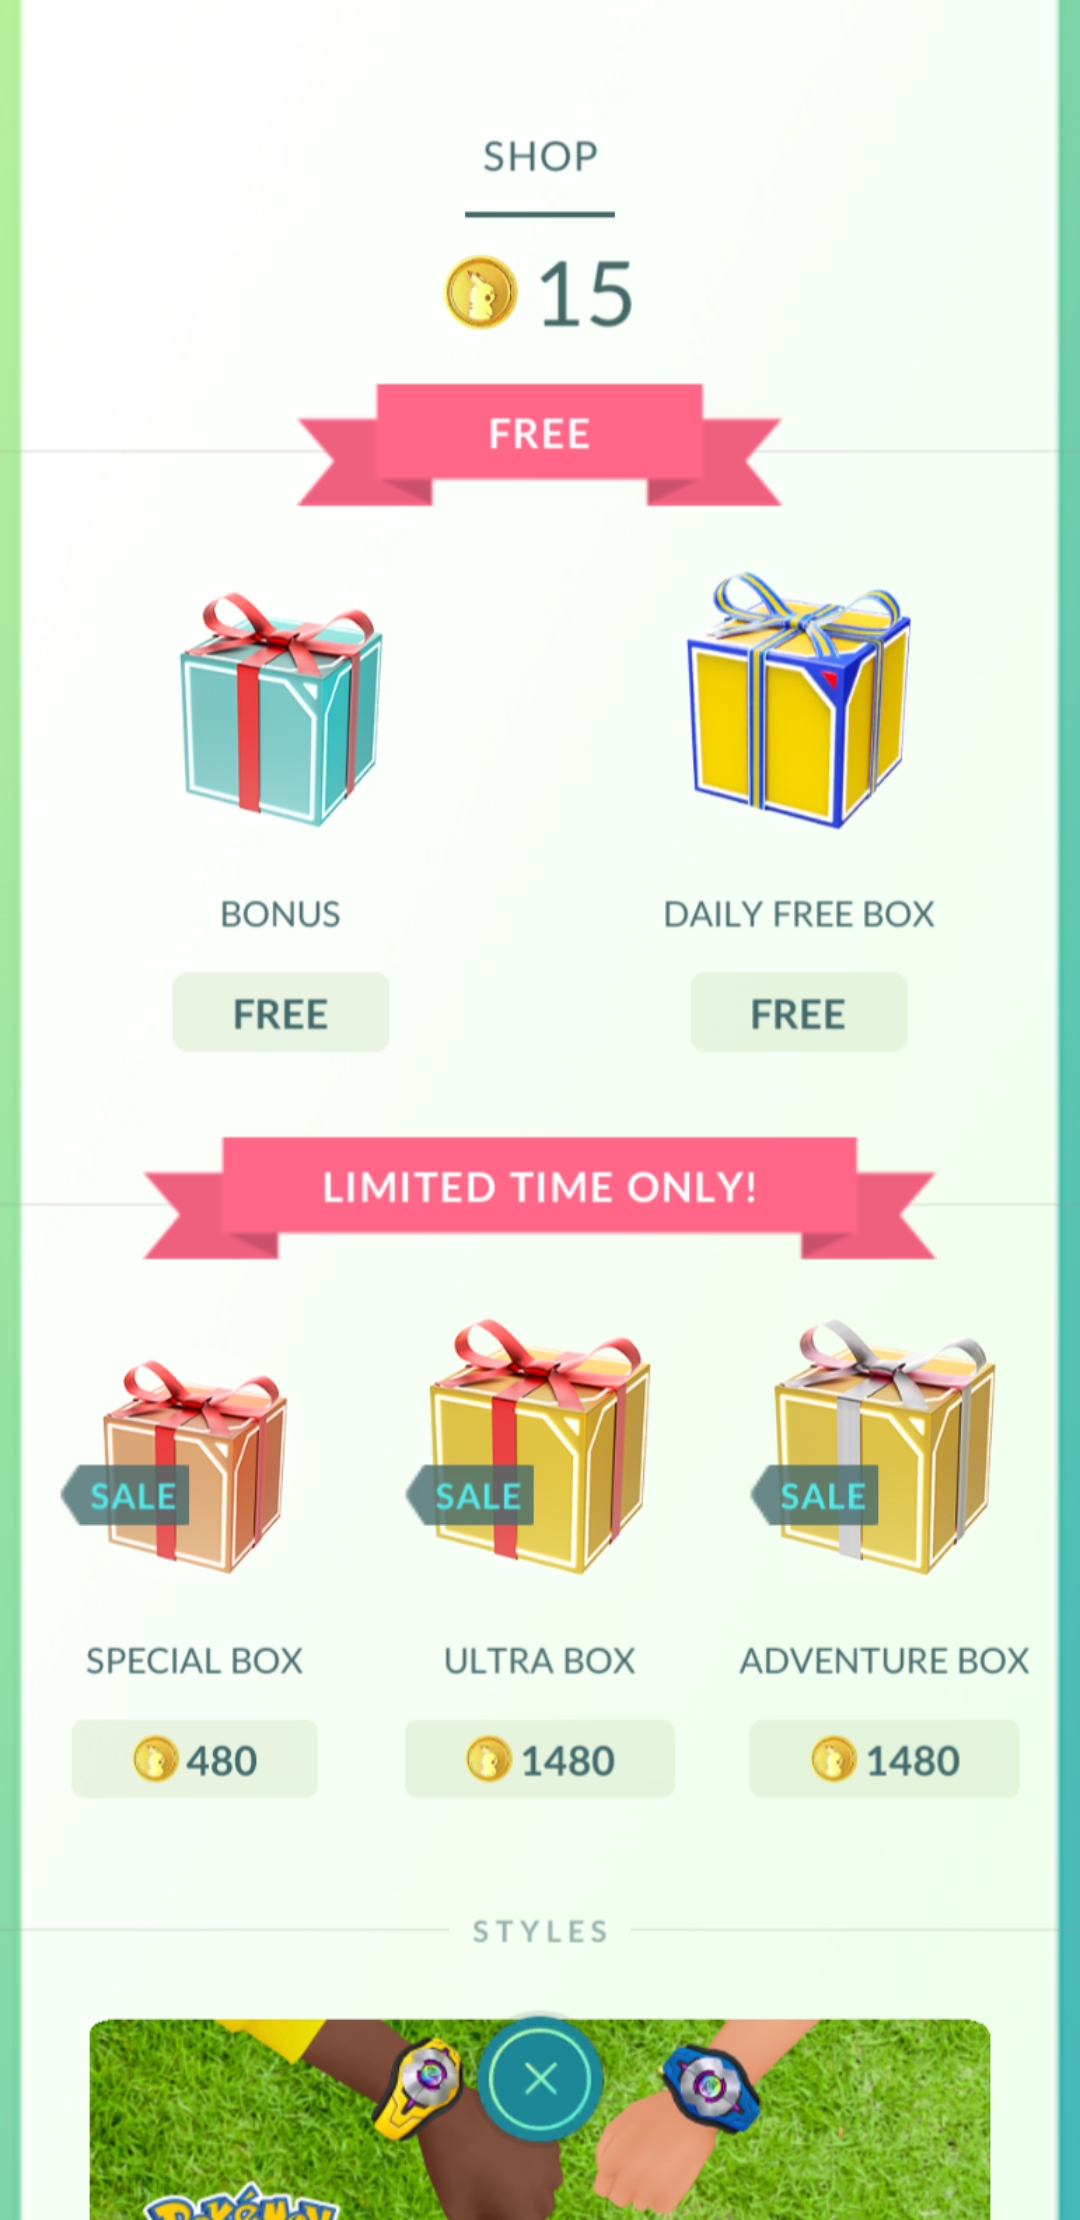 SHOP
15
FREE
BONUS
DAILY FREE BOX
FREE
FREE
LIMITED TIME ONLY!
SALE
SALE
SALE
SPECIAL BOX
ULTRA BOX
ADVENTURE BOX
480
1480
1480
STYLES
POKéMON